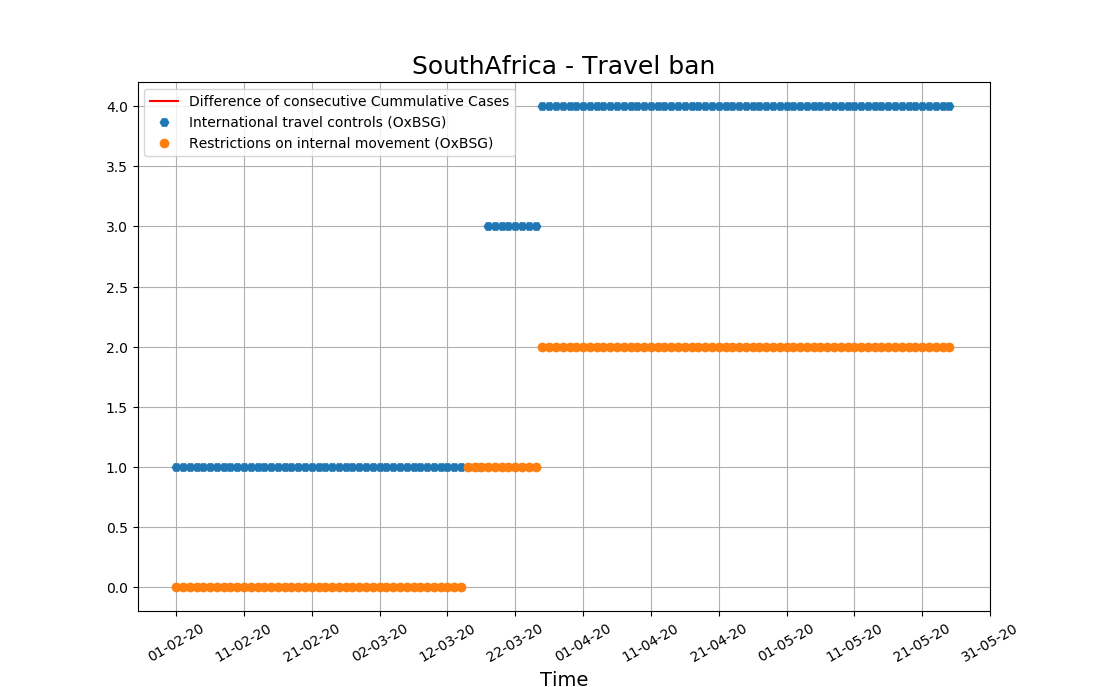 SouthAfrica - Travel ban
Difference of consecutive Cummulative Cases
International travel controls (OxBSG)
Restrictions on internal movement (OxBSG)
4.0
3.5
3.0
2.5
2.0
1.5
1.0
0.5
0.0
01-02-20 11-02-20 21-02-20 02-03-20 12-03-20 22-03-20 01-04-20 11-04-20 21-04-20 01-05-20 11-05-20 21-05-20 31-05-20
Time